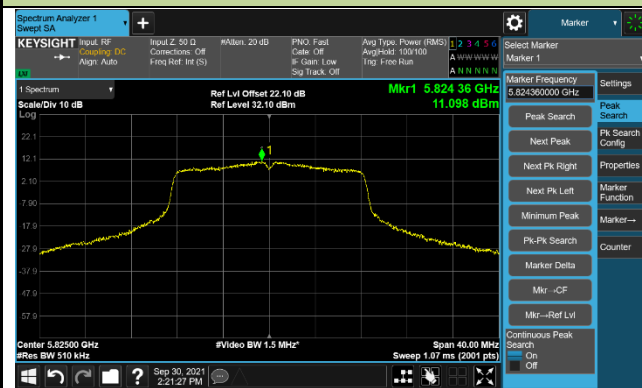 Spectrum Analyzer 1
Swept SA
Marker
KEYSIGHT
Input: RF
Coupling: DC
Align: Auto
Input Z: 50 Ω
Corrections: Off
Freq Ref: Int (S)
#Atten: 20 dB
PNO: Fast
Gate: Off
IF Gain: Low
Sig Track: Off
Avg Type: Power (RMS)
Avg|Hold: 100/100
Trig: Free Run
1 2 3 4 5 6
A W W W W W
A N N N N N
Select Marker
Marker 1
Marker Frequency
5.824360000 GHz
Settings
Peak Search
Next Peak
Next Pk Right
Next Pk Left
Minimum Peak
Pk-Pk Search
Marker Delta
Mkr→CF
Mkr→Ref Lvl
Continuous Peak
Search
On
Off
Peak
Search
Pk Search
Config
Properties
Marker
Function
Marker→
Counter
1 Spectrum
Scale/Div 10 dB
Log
Ref Lvl Offset 22.10 dB
Ref Level 32.10 dBm
Mkr1 5.824 36 GHz
11.098 dBm
1
22.1
12.1
2.10
-7.90
-17.9
-27.9
-37.9
-47.9
-57.9
Center 5.82500 GHz
#Res BW 510 kHz
#Video BW 1.5 MHz*
Span 40.00 MHz
Sweep 1.07 ms (2001 pts)
Sep 30, 2021
2:21:27 PM